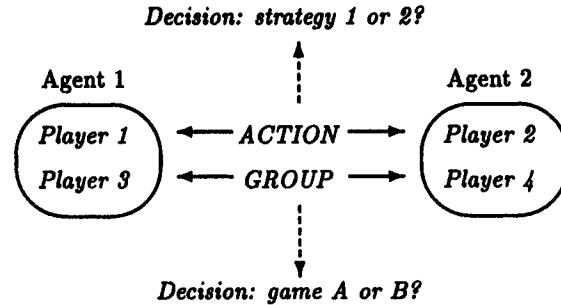 Decision: strategy 1 or 2?
Agent 1
Agent 2
Player 1
ACTION
Player 2
Player 3
GROUP
Player 4
Decision: game A or B?